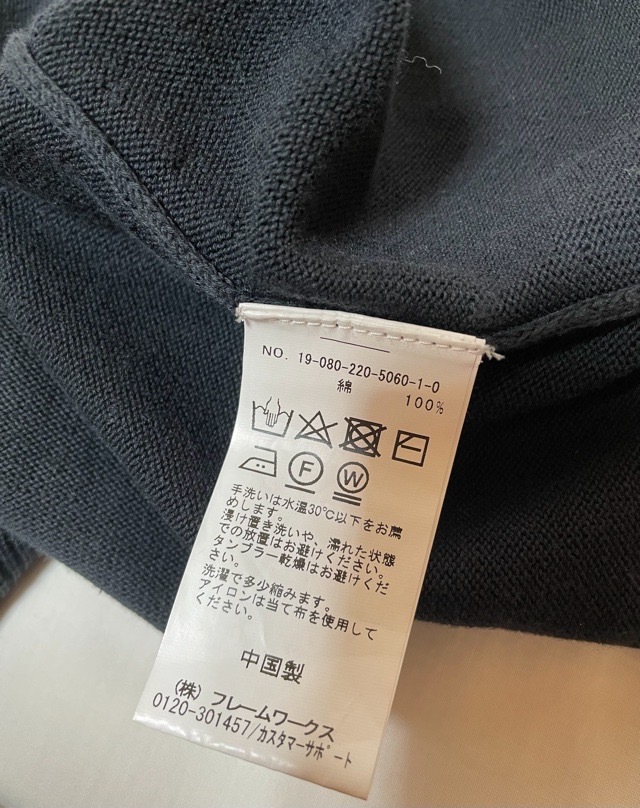 NO. 19-080-220-5060-1-0
綿 100%
F W
手洗いは水温30℃以下をお薦
めします。
浸け置き洗いや、濡れた状態
での放置はお避けください。
タンブラー乾燥はお避けくだ
さい。
洗濯で多少縮みます。
アイロンは当て布を使用して
ください。
中国製
(株) フレームワークス
0120-301457/カスタマーサポート